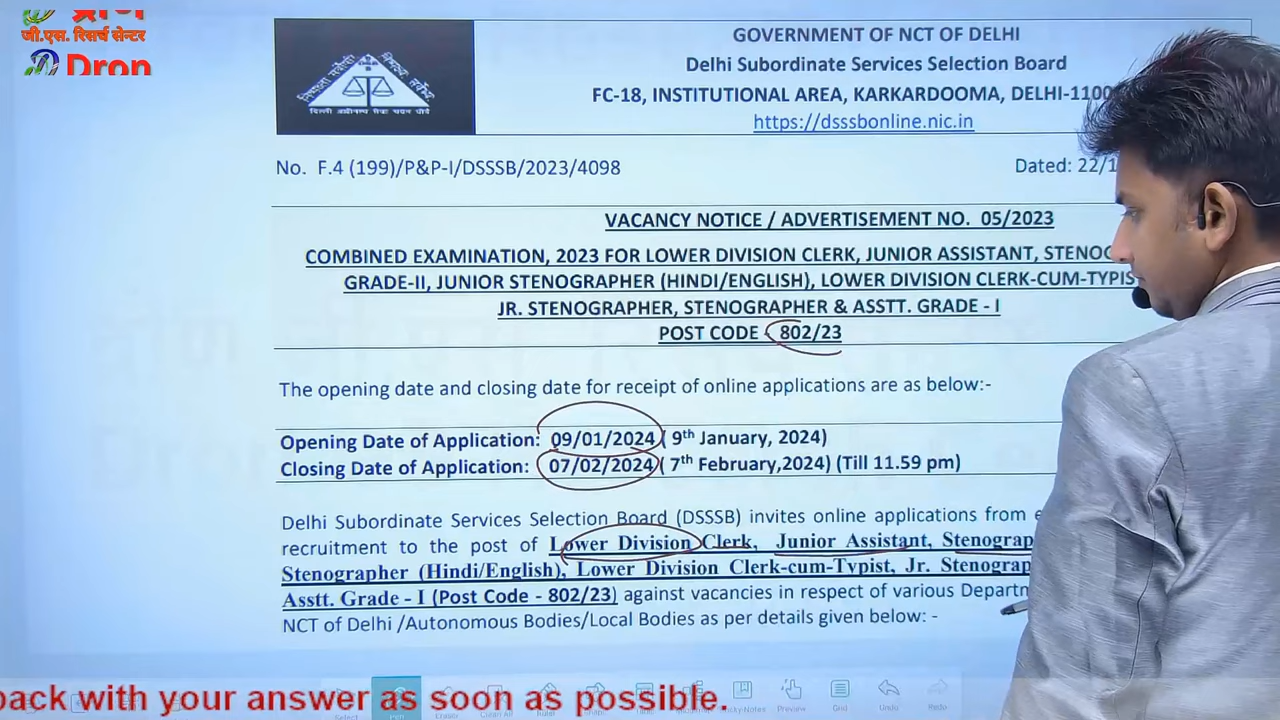 जी.एस. रिसर्च सेन्टर
Dron
GOVERNMENT OF NCT OF DELHI
Delhi Subordinate Services Selection Board
FC-18, INSTITUTIONAL AREA, KARKARDOOMA, DELHI-1100
https://dsssbonline.nic.in
No. F.4 (199)/P&P-I/DSSSB/2023/4098
Dated: 22/1
VACANCY NOTICE / ADVERTISEMENT NO. 05/2023
COMBINED EXAMINATION, 2023 FOR LOWER DIVISION CLERK, JUNIOR ASSISTANT, STENOG
GRADE-II, JUNIOR STENOGRAPHER (HINDI/ENGLISH), LOWER DIVISION CLERK-CUM-TYPIS
JR. STENOGRAPHER, STENOGRAPHER & ASSTT. GRADE - I
POST CODE - 802/23
The opening date and closing date for receipt of online applications are as below:-
Opening Date of Application: 09/01/2024 ( 9th January, 2024)
Closing Date of Application: 07/02/2024 ( 7th February,2024) (Till 11.59 pm)
Delhi Subordinate Services Selection Board (DSSSB) invites online applications from e
recruitment to the post of Lower Division Clerk, Junior Assistant, Stenograp
Stenographer (Hindi/English), Lower Division Clerk-cum-Typist, Jr. Stenograp
Asstt. Grade - I (Post Code - 802/23) against vacancies in respect of various Departm
NCT of Delhi /Autonomous Bodies/Local Bodies as per details given below: -
back with your answer as soon as possible.
Preview
Grid
Undo
Redo